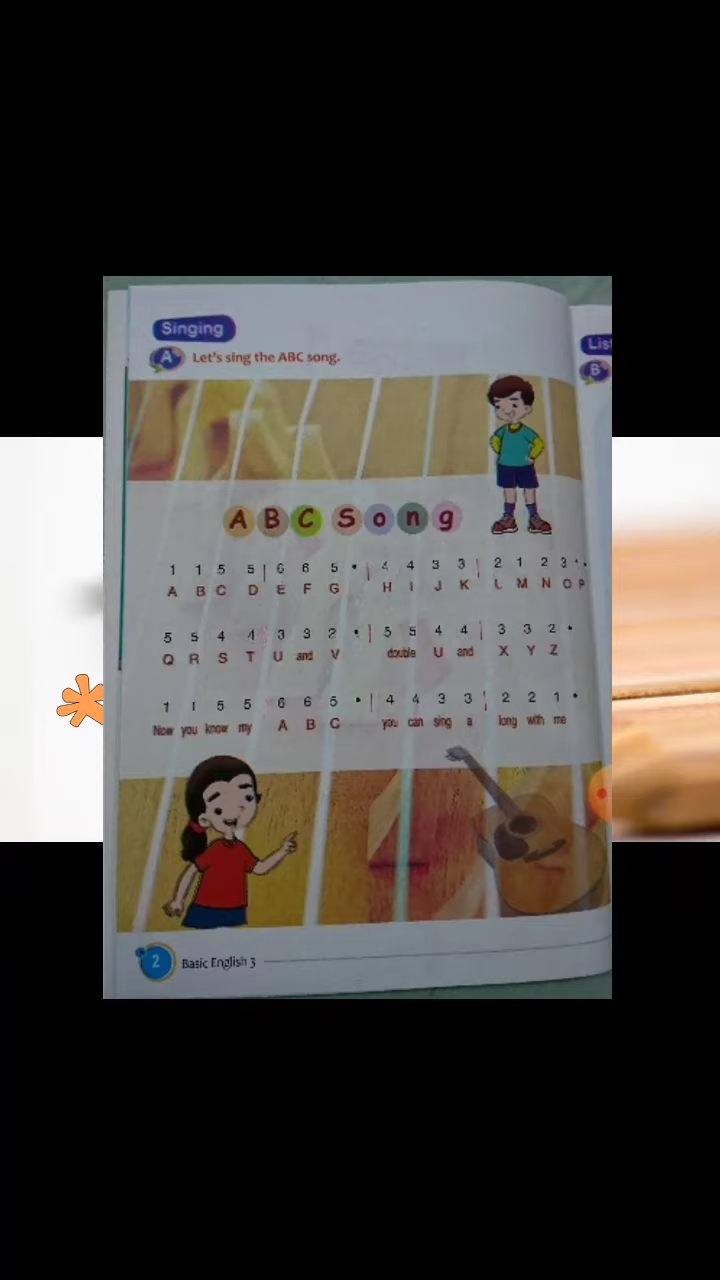 Singing
A Let's sing the ABC song.
Lis
B
ABC Song
1 1 5 5 | 6 6 5 • | 4 4 3 3 | 2 1 2 3 • •
A B C D E F G H I J K L M N O P
5 5 4 4 | 3 3 2 • | 5 5 4 4 | 3 3 2 •
Q R S T U and V double U and X Y Z
1 1 5 5 | 6 6 5 • | 4 4 3 3 | 2 2 1 •
Now you know my A B C you can sing a long with me
2 Basic English 3